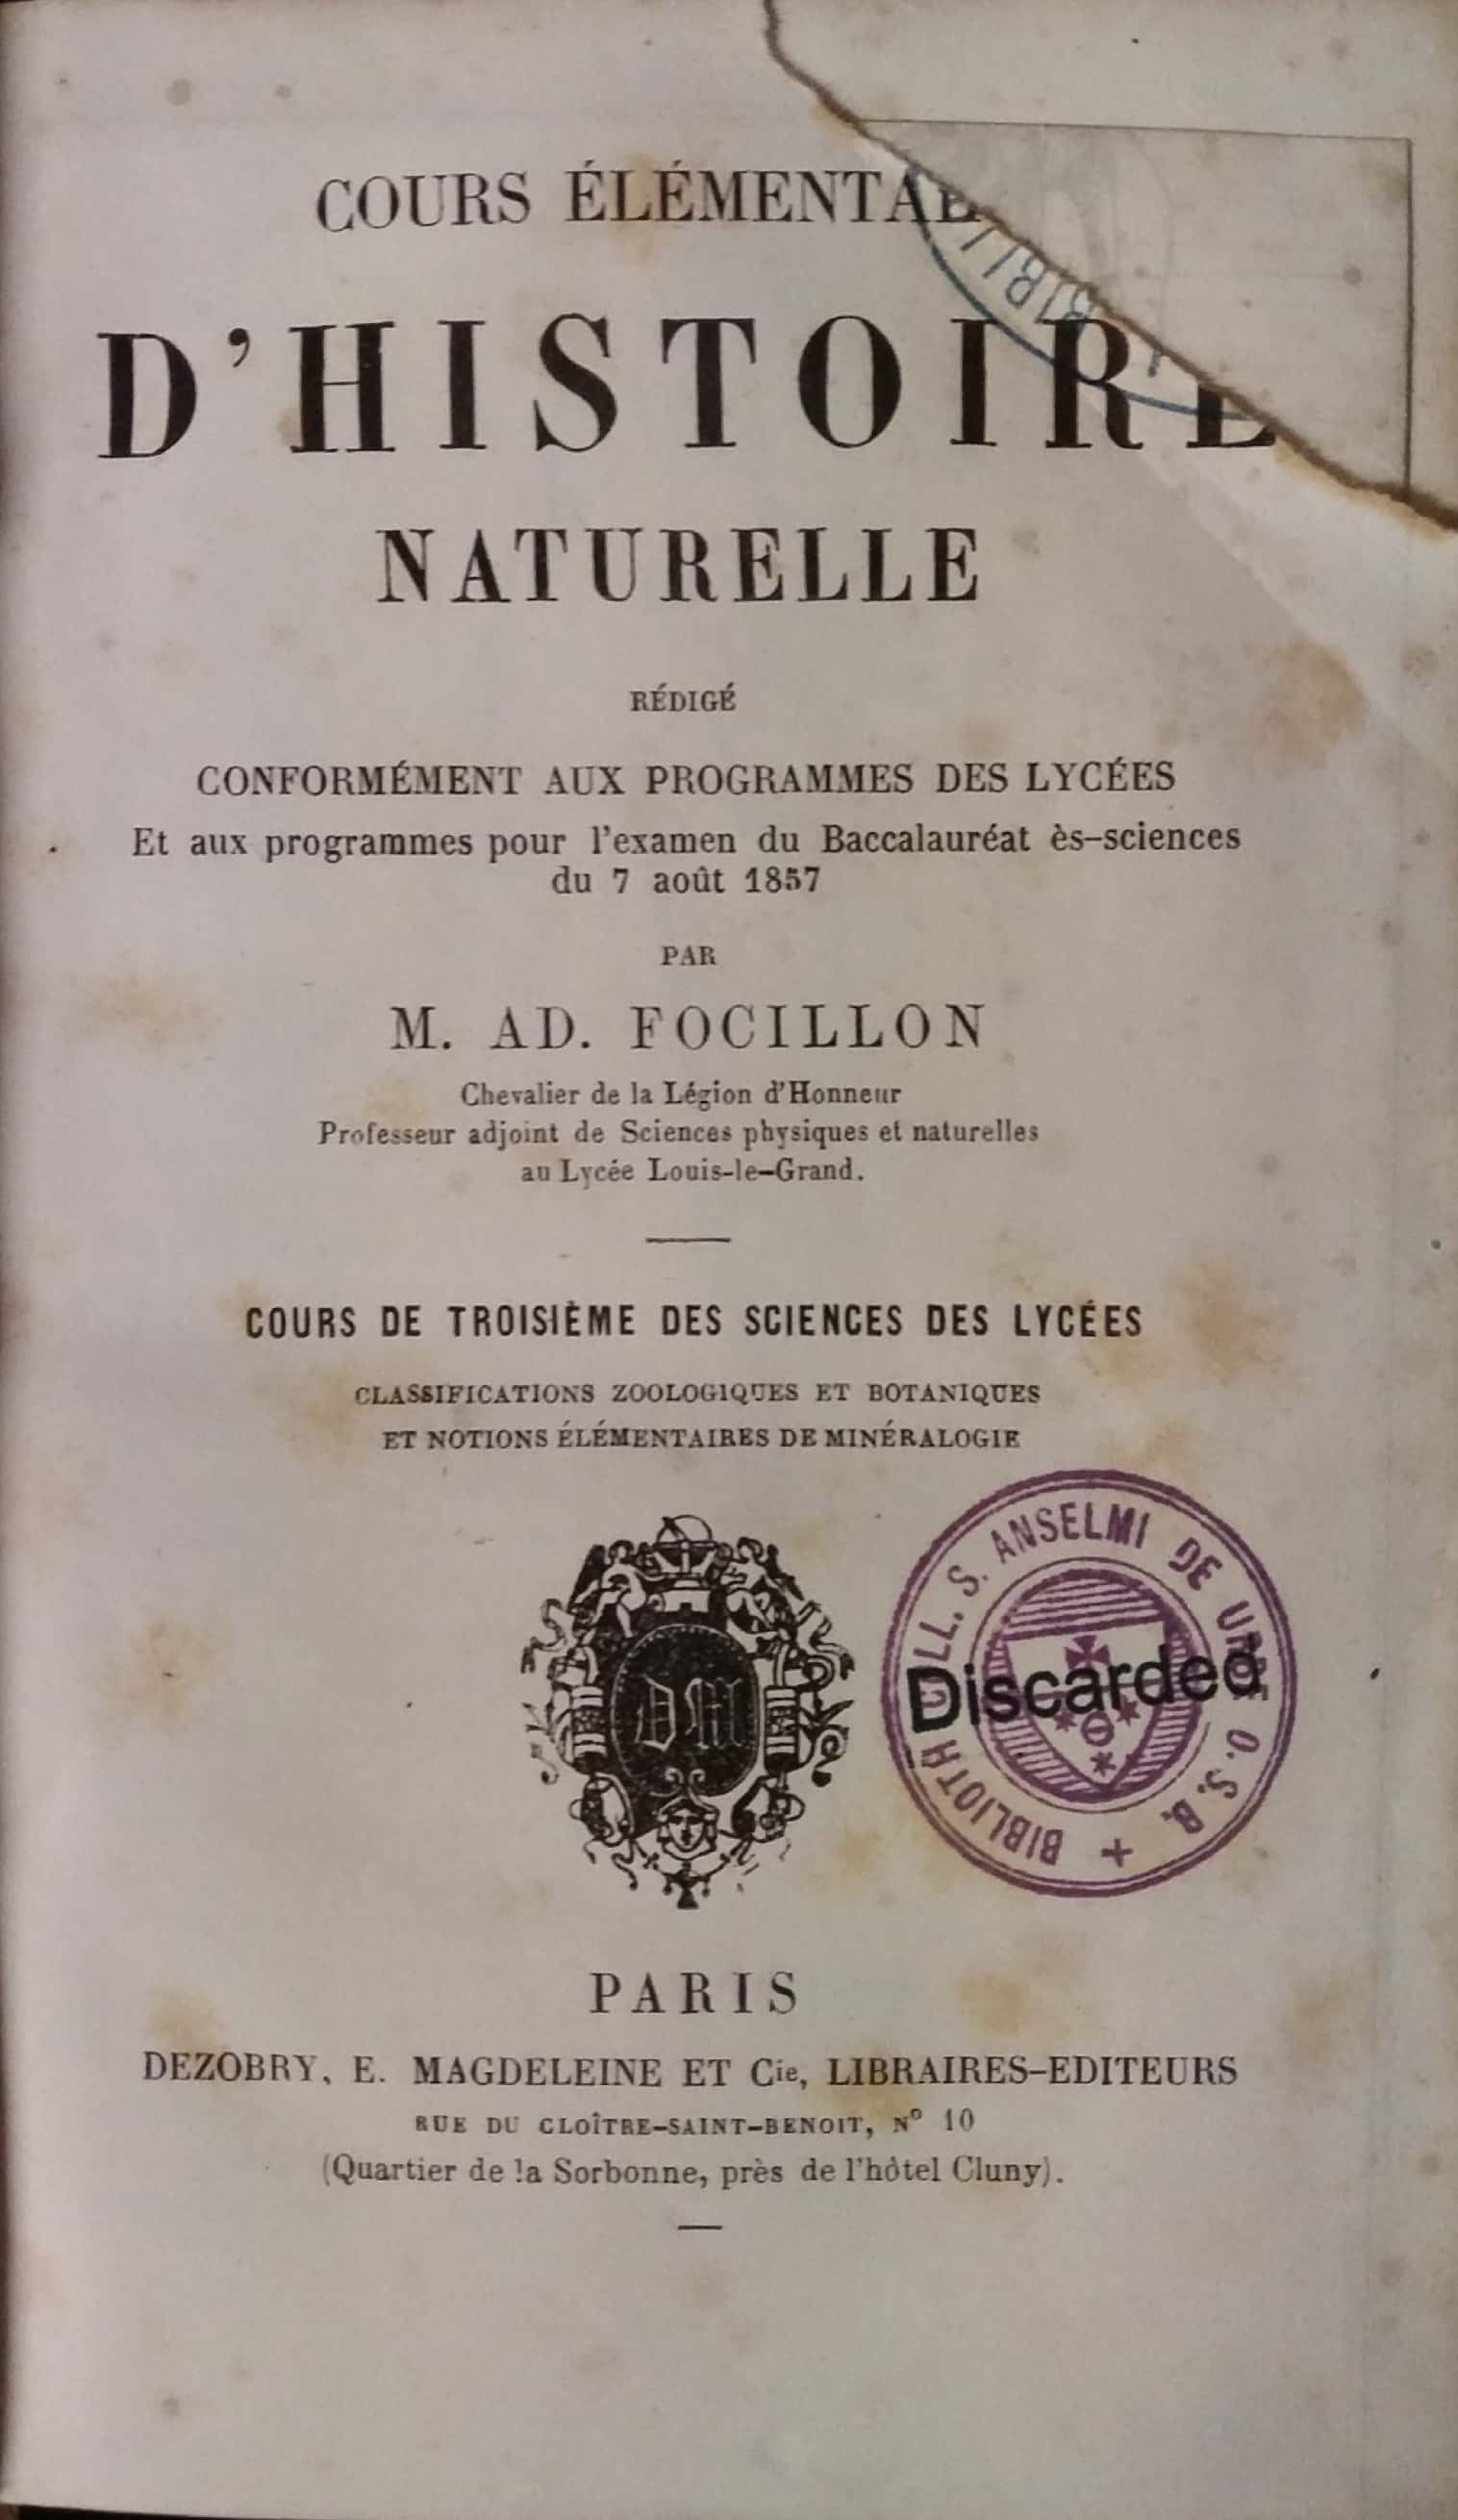 COURS ÉLÉMENTAI
D'HISTOIRE
NATURELLE
RÉDIGÉ
CONFORMÉMENT AUX PROGRAMMES DES LYCÉES
Et aux programmes pour l'examen du Baccalauréat ès-sciences
du 7 août 1857
PAR
M. AD. FOCILLON
Chevalier de la Légion d'Honneur
Professeur adjoint de Sciences physiques et naturelles
au Lycée Louis-le-Grand.
COURS DE TROISIÈME DES SCIENCES DES LYCÉES
CLASSIFICATIONS ZOOLOGIQUES ET BOTANIQUES
ET NOTIONS ÉLÉMENTAIRES DE MINÉRALOGIE
DM
BIBLIOTH COLL. S. ANSELMI DE URBE O.S.B. +
Discarded
PARIS
DEZOBRY, E. MAGDELEINE ET Cie, LIBRAIRES-EDITEURS
RUE DU CLOÎTRE-SAINT-BENOIT, Nº 10
(Quartier de la Sorbonne, près de l'hôtel Cluny).